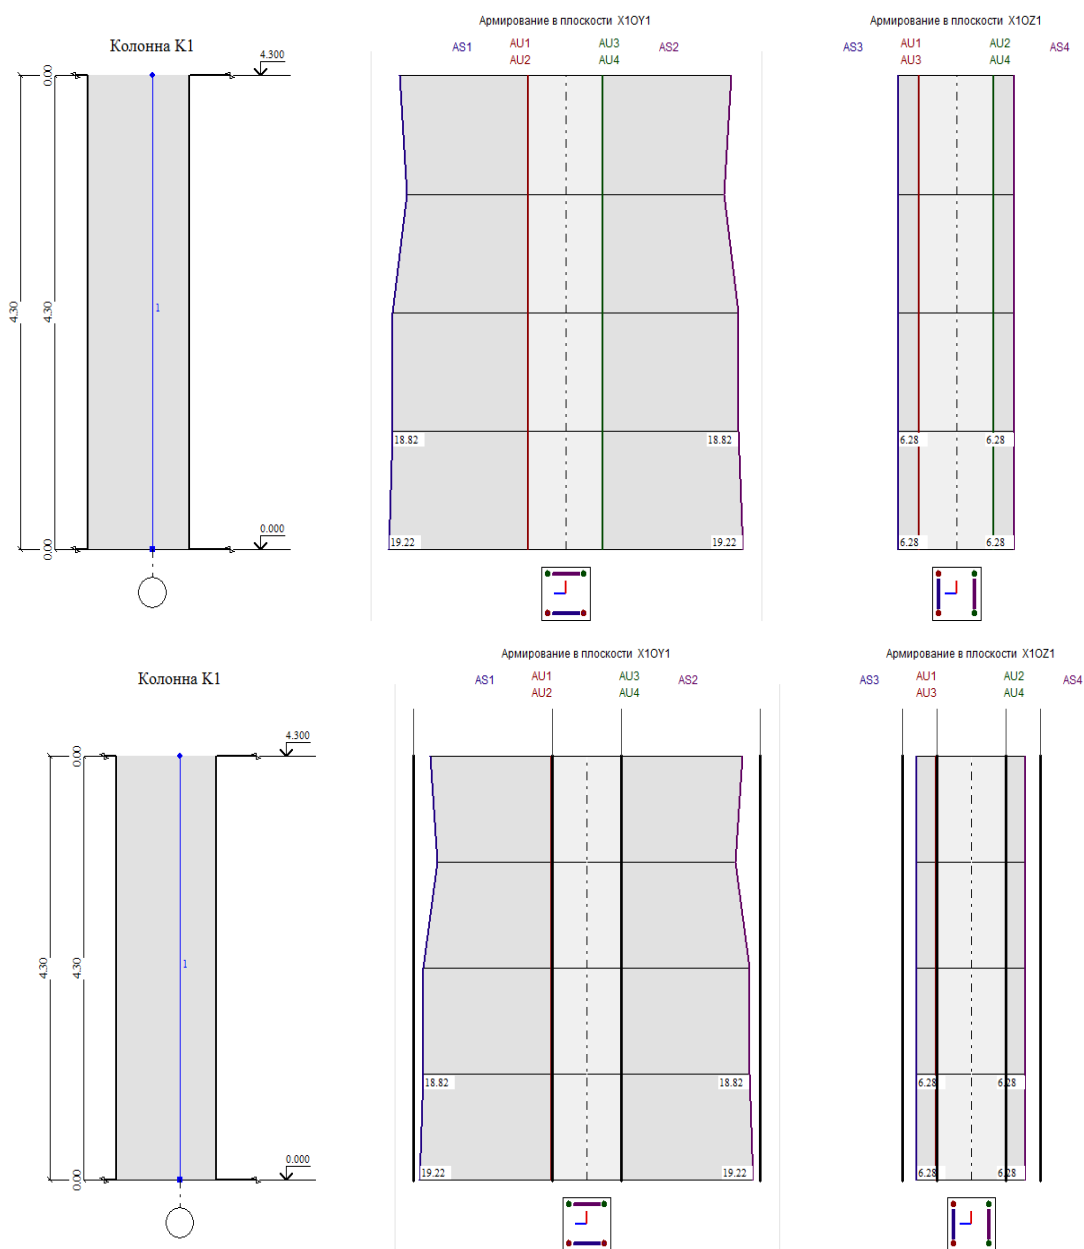 Армирование в плоскости X1OY1
Армирование в плоскости X1OZ1
Колонна К1
AS1
AU1
AU2
AU3
AU4
AS2
AS3
AU1
AU3
AU2
AU4
AS4
4.300
0.00
4.30
4.30
1
18.82
18.82
6.28
6.28
0.000
0.00
19.22
19.22
6.28
6.28
Армирование в плоскости X1OY1
Армирование в плоскости X1OZ1
Колонна К1
AS1
AU1
AU2
AU3
AU4
AS2
AS3
AU1
AU3
AU2
AU4
AS4
4.300
0.00
4.30
4.30
1
18.82
18.82
6.28
6.28
0.000
0.00
19.22
19.22
6.28
6.28